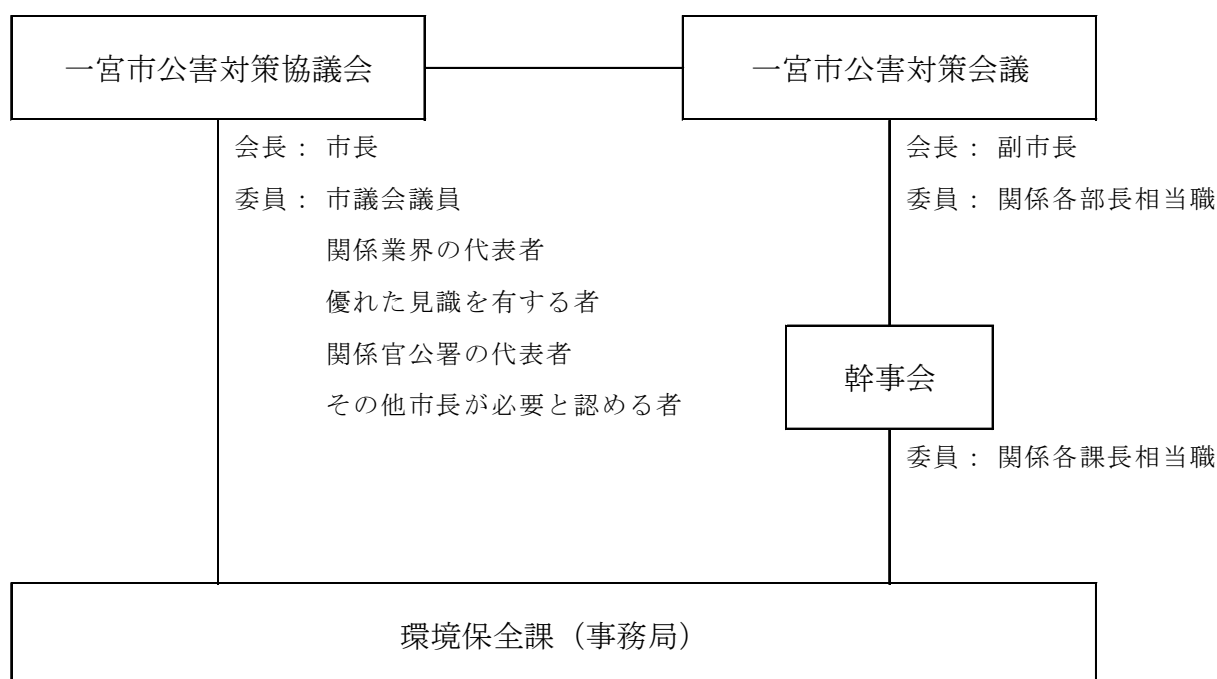 一宮市公害対策協議会
会長： 市長
委員： 市議会議員
関係業界の代表者
優れた見識を有する者
関係官公署の代表者
その他市長が必要と認める者
一宮市公害対策会議
会長： 副市長
委員： 関係各部長相当職
幹事会
委員： 関係各課長相当職
環境保全課（事務局）